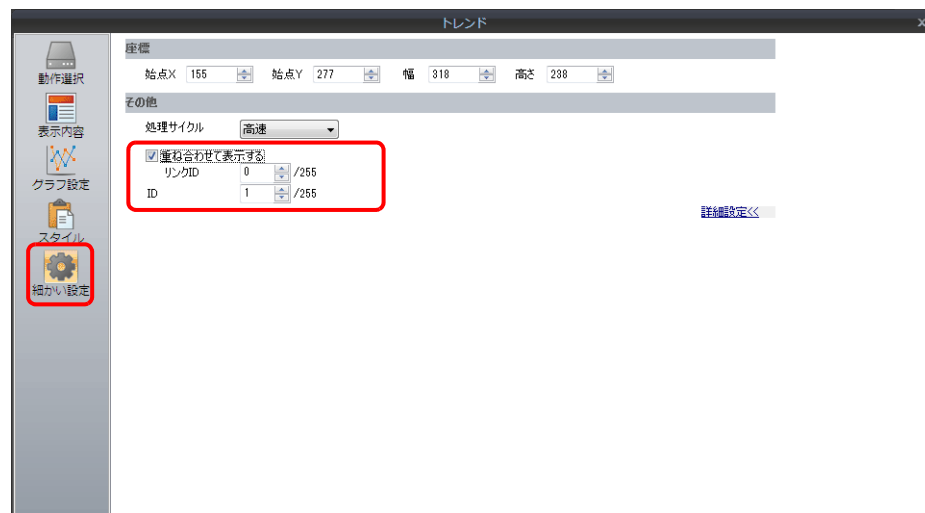 トレンド
x
動作選択
表示内容
グラフ設定
スタイル
細かい設定
座標
始点X 155 始点Y 277 幅 318 高さ 238
その他
処理サイクル 高速
重ね合わせて表示する
リンクID 0 /255
ID 1 /255
詳細設定<<